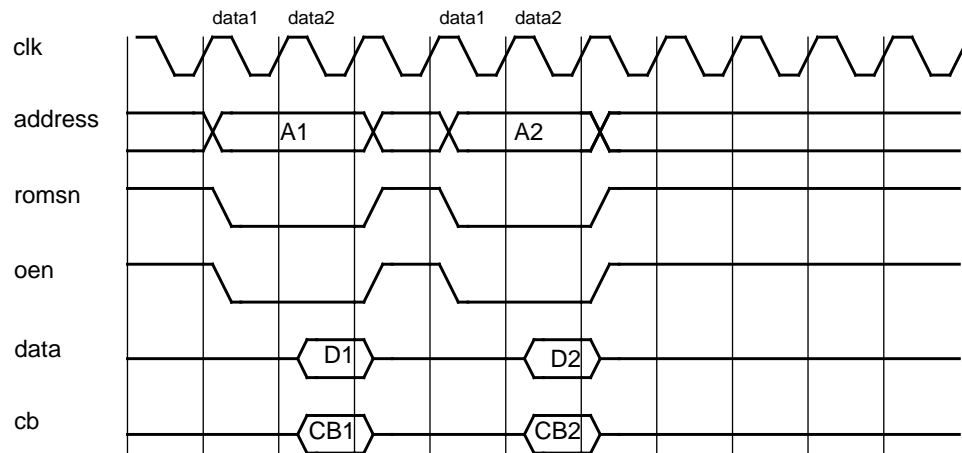 data1 data2 data1 data2
clk
address A1 A2
romsn
oen
data D1 D2
cb CB1 CB2